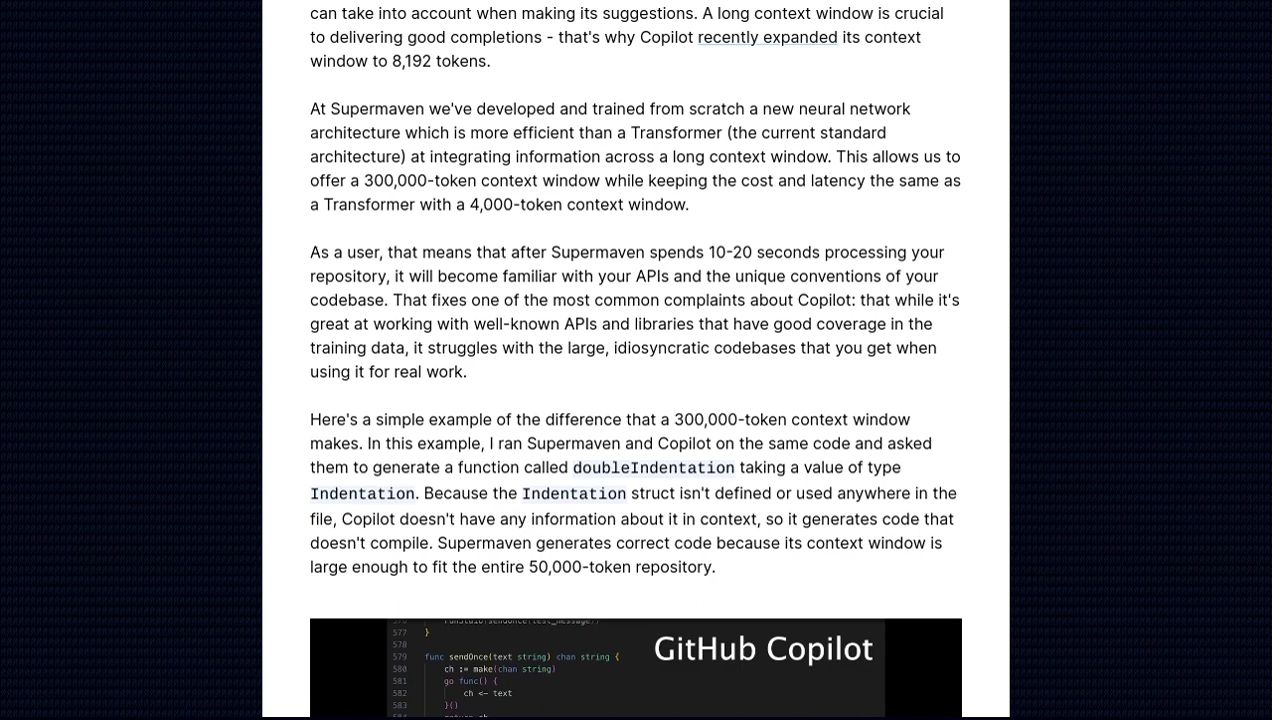 can take into account when making its suggestions. A long context window is crucial
to delivering good completions - that's why Copilot recently expanded its context
window to 8,192 tokens.
At Supermaven we've developed and trained from scratch a new neural network
architecture which is more efficient than a Transformer (the current standard
architecture) at integrating information across a long context window. This allows us to
offer a 300,000-token context window while keeping the cost and latency the same as
a Transformer with a 4,000-token context window.
As a user, that means that after Supermaven spends 10-20 seconds processing your
repository, it will become familiar with your APIs and the unique conventions of your
codebase. That fixes one of the most common complaints about Copilot: that while it's
great at working with well-known APIs and libraries that have good coverage in the
training data, it struggles with the large, idiosyncratic codebases that you get when
using it for real work.
Here's a simple example of the difference that a 300,000-token context window
makes. In this example, I ran Supermaven and Copilot on the same code and asked
them to generate a function called doubleIndentation taking a value of type
Indentation. Because the Indentation struct isn't defined or used anywhere in the
file, Copilot doesn't have any information about it in context, so it generates code that
doesn't compile. Supermaven generates correct code because its context window is
large enough to fit the entire 50,000-token repository.
577 }
578
579 func sendOnce(text string) chan string {
580 ch := make(chan string)
581 go func() {
582 ch <- text
583 }()
GitHub Copilot